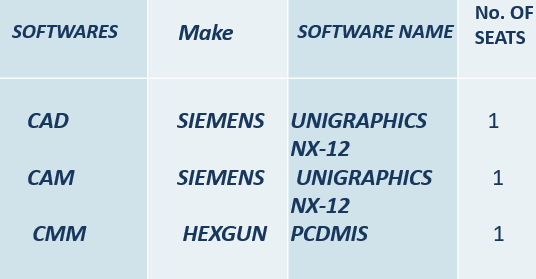 SOFTWARES Make SOFTWARE NAME No. OF SEATS
CAD SIEMENS UNIGRAPHICS 1
NX-12
CAM SIEMENS UNIGRAPHICS 1
NX-12
CMM HEXGUN PCDMIS 1